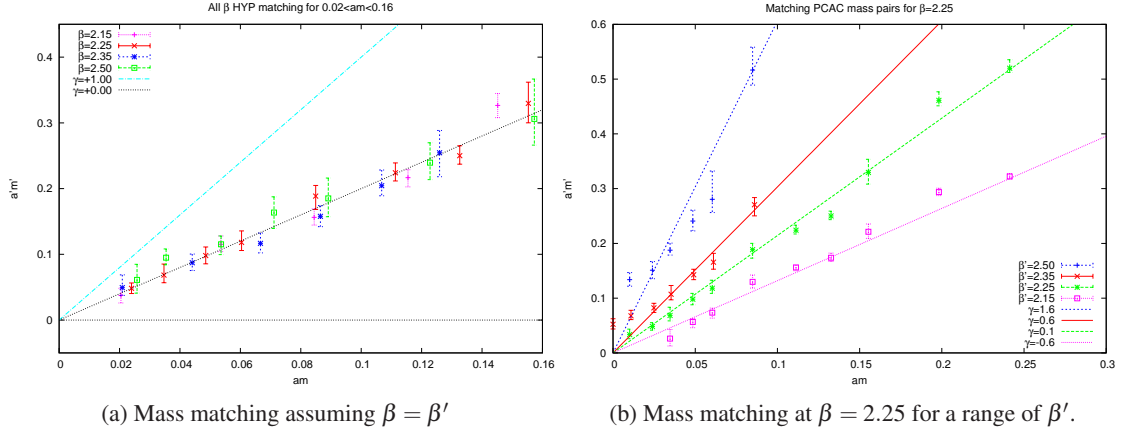 All β HYP matching for 0.02<am<0.16
a'm'
0.4
0.3
0.2
0.1
0
β=2.15
β=2.25
β=2.35
β=2.50
γ=+1.00
γ=+0.00
0 0.02 0.04 0.06 0.08 0.1 0.12 0.14 0.16
am
(a) Mass matching assuming β = β′
Matching PCAC mass pairs for β=2.25
a'm'
0.6
0.5
0.4
0.3
0.2
0.1
0
β'=2.50
β'=2.35
β'=2.25
β'=2.15
γ=1.6
γ=0.6
γ=0.1
γ=-0.6
0 0.05 0.1 0.15 0.2 0.25 0.3
am
(b) Mass matching at β = 2.25 for a range of β′.